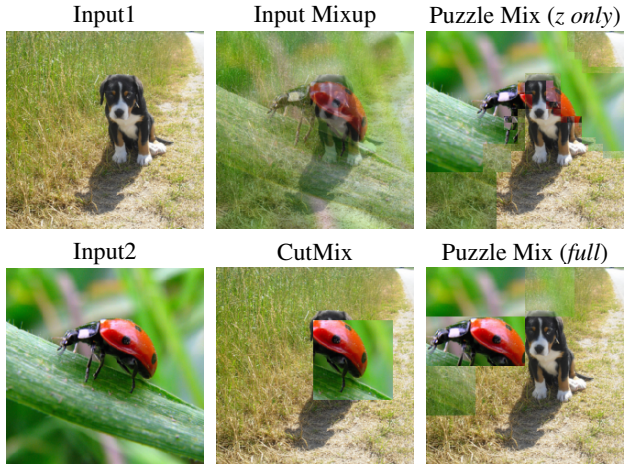 Input1
Input Mixup
Puzzle Mix (z only)
Input2
CutMix
Puzzle Mix (full)